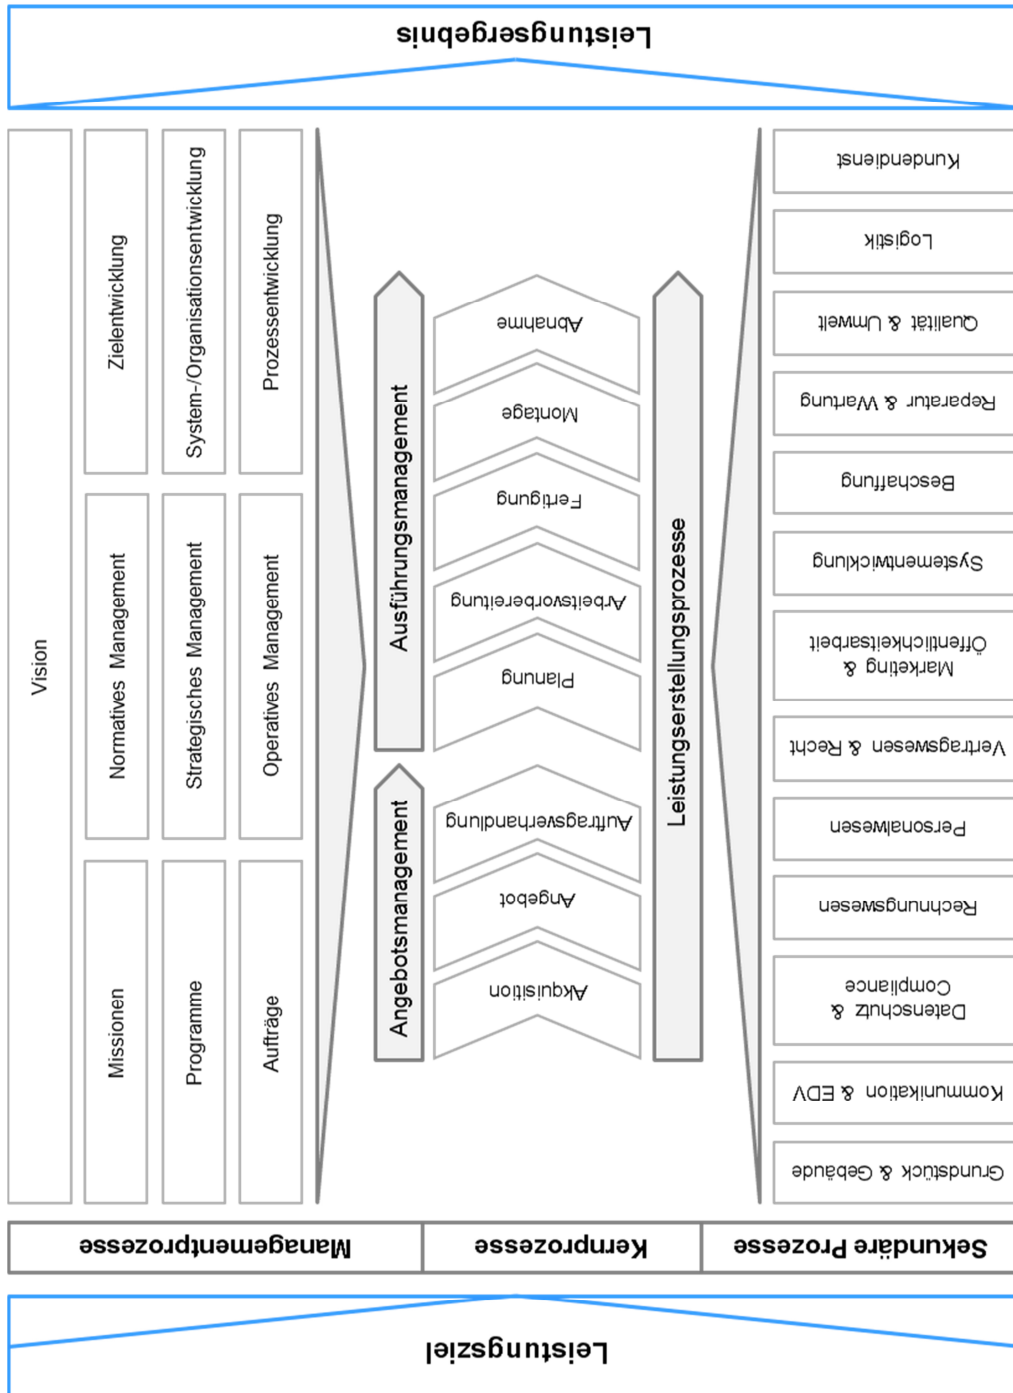 Leistungsziel
Managementprozesse
Vision
Missionen
Normatives Management
Zielentwicklung
Programme
Strategisches Management
System-/Organisationsentwicklung
Aufträge
Operatives Management
Prozessentwicklung
Kernprozesse
Angebotsmanagement
Ausführungsmanagement
Akquisition
Angebot
Auftragsverhandlung
Planung
Arbeitsvorbereitung
Fertigung
Montage
Abnahme
Leistungserstellungsprozesse
Sekundäre Prozesse
Grundstück & Gebäude
Kommunikation & EDV
Datenschutz &
Compliance
Rechnungswesen
Personalwesen
Vertragswesen & Recht
Marketing &
Öffentlichkeitsarbeit
Systementwicklung
Beschaffung
Reparatur & Wartung
Qualität & Umwelt
Logistik
Kundendienst
Leistungsergebnis